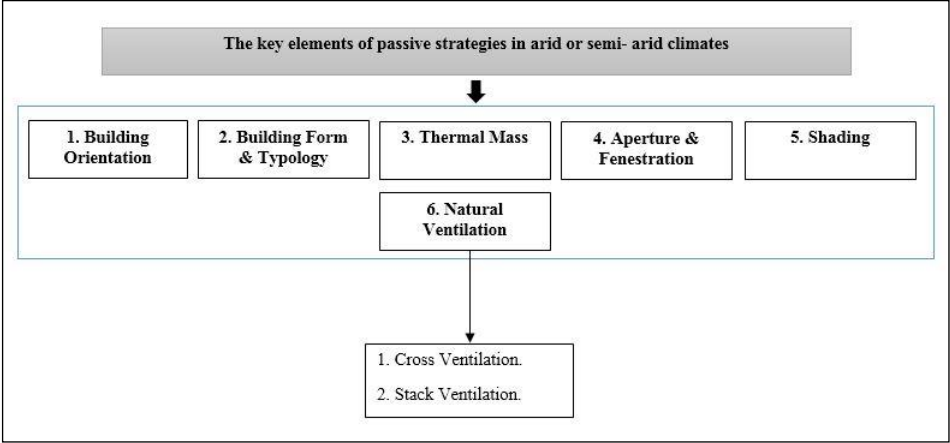 The key elements of passive strategies in arid or semi- arid climates
1. Building
Orientation
2. Building Form
& Typology
3. Thermal Mass
4. Aperture &
Fenestration
5. Shading
6. Natural
Ventilation
1. Cross Ventilation.
2. Stack Ventilation.